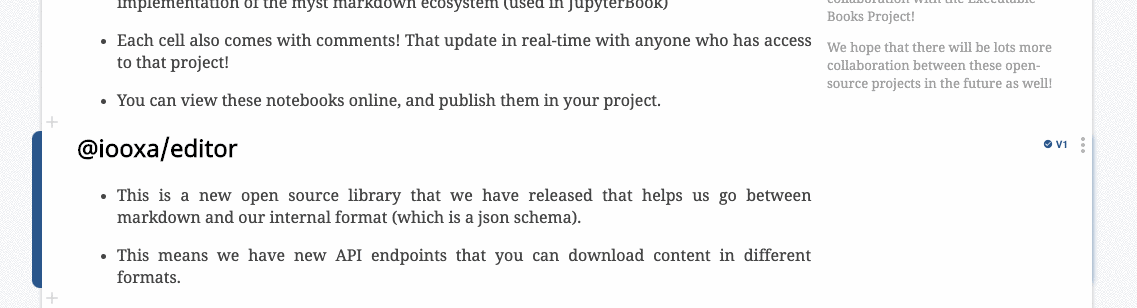 implementation of the myst markdown ecosystem (used in JupyterBook)
• Each cell also comes with comments! That update in real-time with anyone who has access
to that project!
• You can view these notebooks online, and publish them in your project.
collaboration with the Executable
Books Project!
We hope that there will be lots more
collaboration between these open-
source projects in the future as well!
@iooxa/editor
V1
• This is a new open source library that we have released that helps us go between
markdown and our internal format (which is a json schema).
• This means we have new API endpoints that you can download content in different
formats.